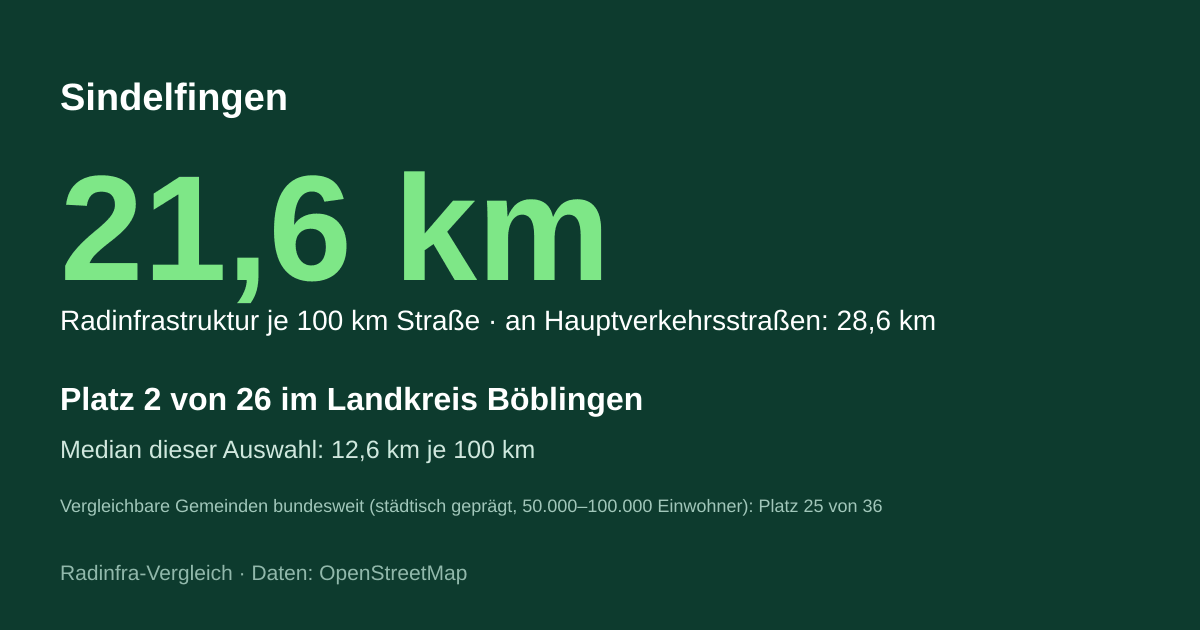 Sindelfingen
21,6 km
Radinfrastruktur je 100 km Straße · an Hauptverkehrsstraßen: 28,6 km
Platz 2 von 26 im Landkreis Böblingen
Median dieser Auswahl: 12,6 km je 100 km
Vergleichbare Gemeinden bundesweit (städtisch geprägt, 50.000–100.000 Einwohner): Platz 25 von 36
Radinfra-Vergleich · Daten: OpenStreetMap